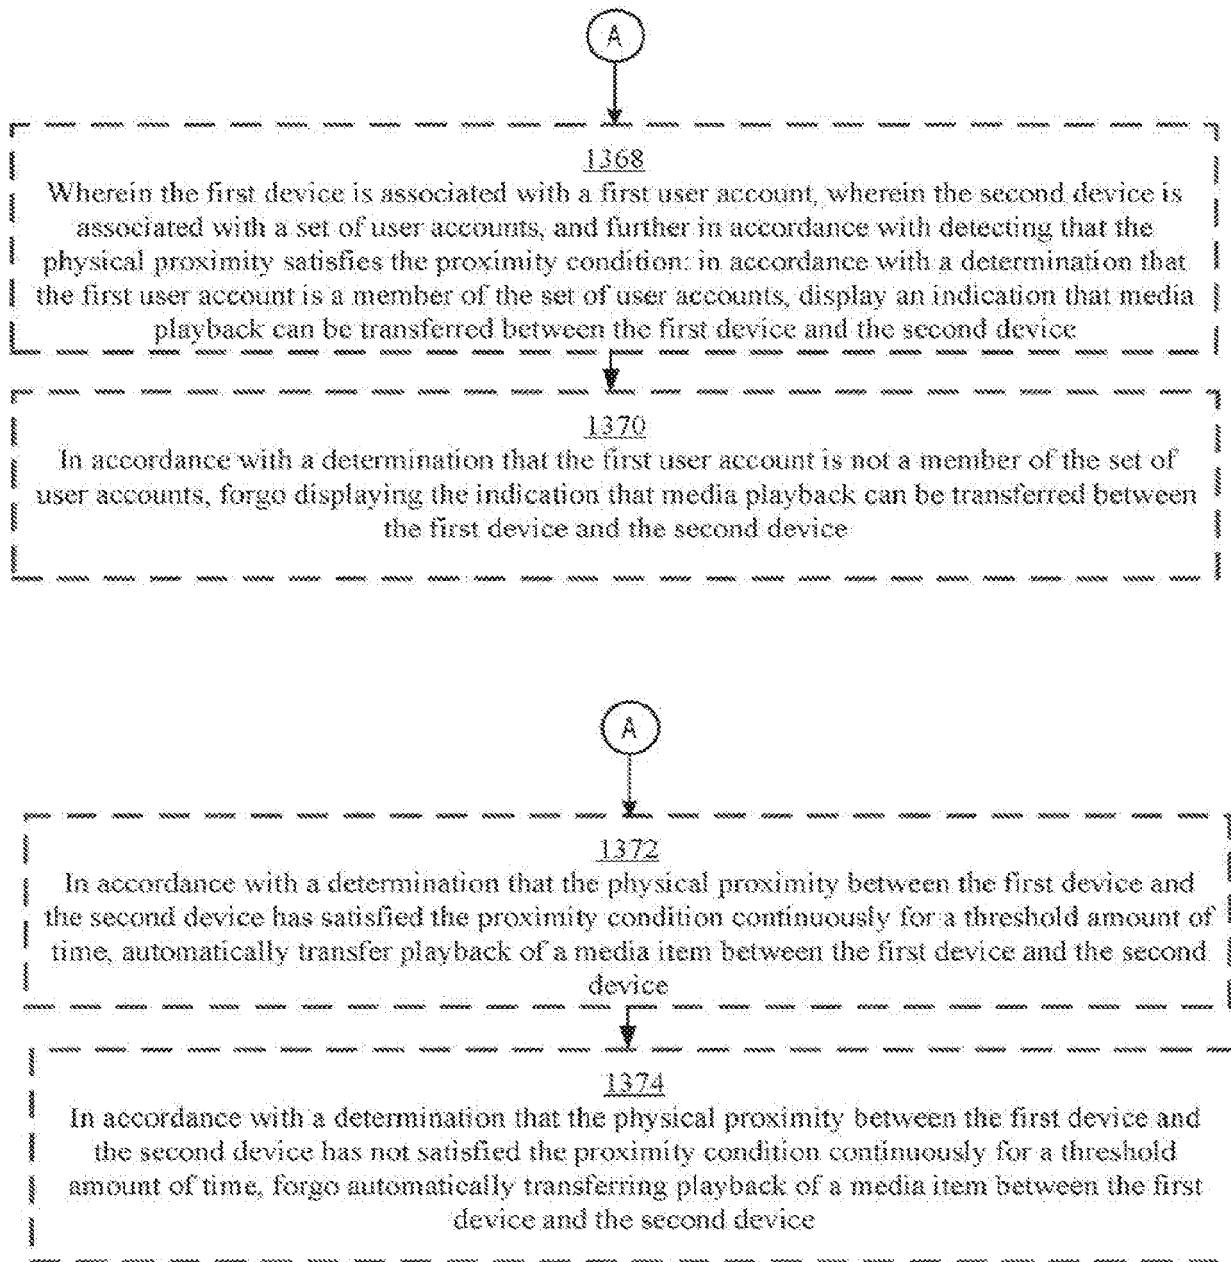 A
1368
Wherein the first device is associated with a first user account, wherein the second device is
associated with a set of user accounts, and further in accordance with detecting that the
physical proximity satisfies the proximity condition: in accordance with a determination that
the first user account is a member of the set of user accounts, display an indication that media
playback can be transferred between the first device and the second device
1370
In accordance with a determination that the first user account is not a member of the set of
user accounts, forgo displaying the indication that media playback can be transferred between
the first device and the second device
A
1372
In accordance with a determination that the physical proximity between the first device and
the second device has satisfied the proximity condition continuously for a threshold amount of
time, automatically transfer playback of a media item between the first device and the second
device
1374
In accordance with a determination that the physical proximity between the first device and
the second device has not satisfied the proximity condition continuously for a threshold
amount of time, forgo automatically transferring playback of a media item between the first
device and the second device